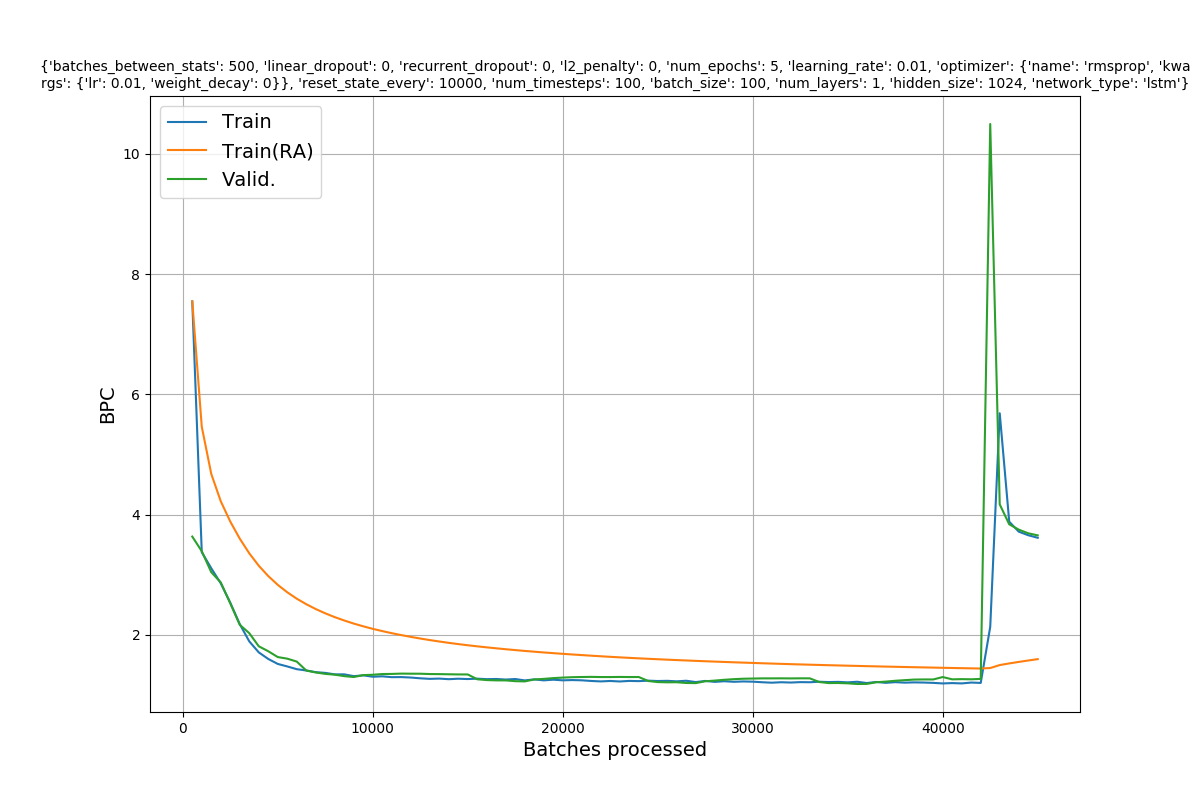 {'batches_between_stats': 500, 'linear_dropout': 0, 'recurrent_dropout': 0, 'l2_penalty': 0, 'num_epochs': 5, 'learning_rate': 0.01, 'optimizer': {'name': 'rmsprop', 'kwa
rgs': {'lr': 0.01, 'weight_decay': 0}}, 'reset_state_every': 10000, 'num_timesteps': 100, 'batch_size': 100, 'num_layers': 1, 'hidden_size': 1024, 'network_type': 'lstm'}
Train
Train(RA)
Valid.
10
8
6
4
2
BPC
0
10000
20000
30000
40000
Batches processed